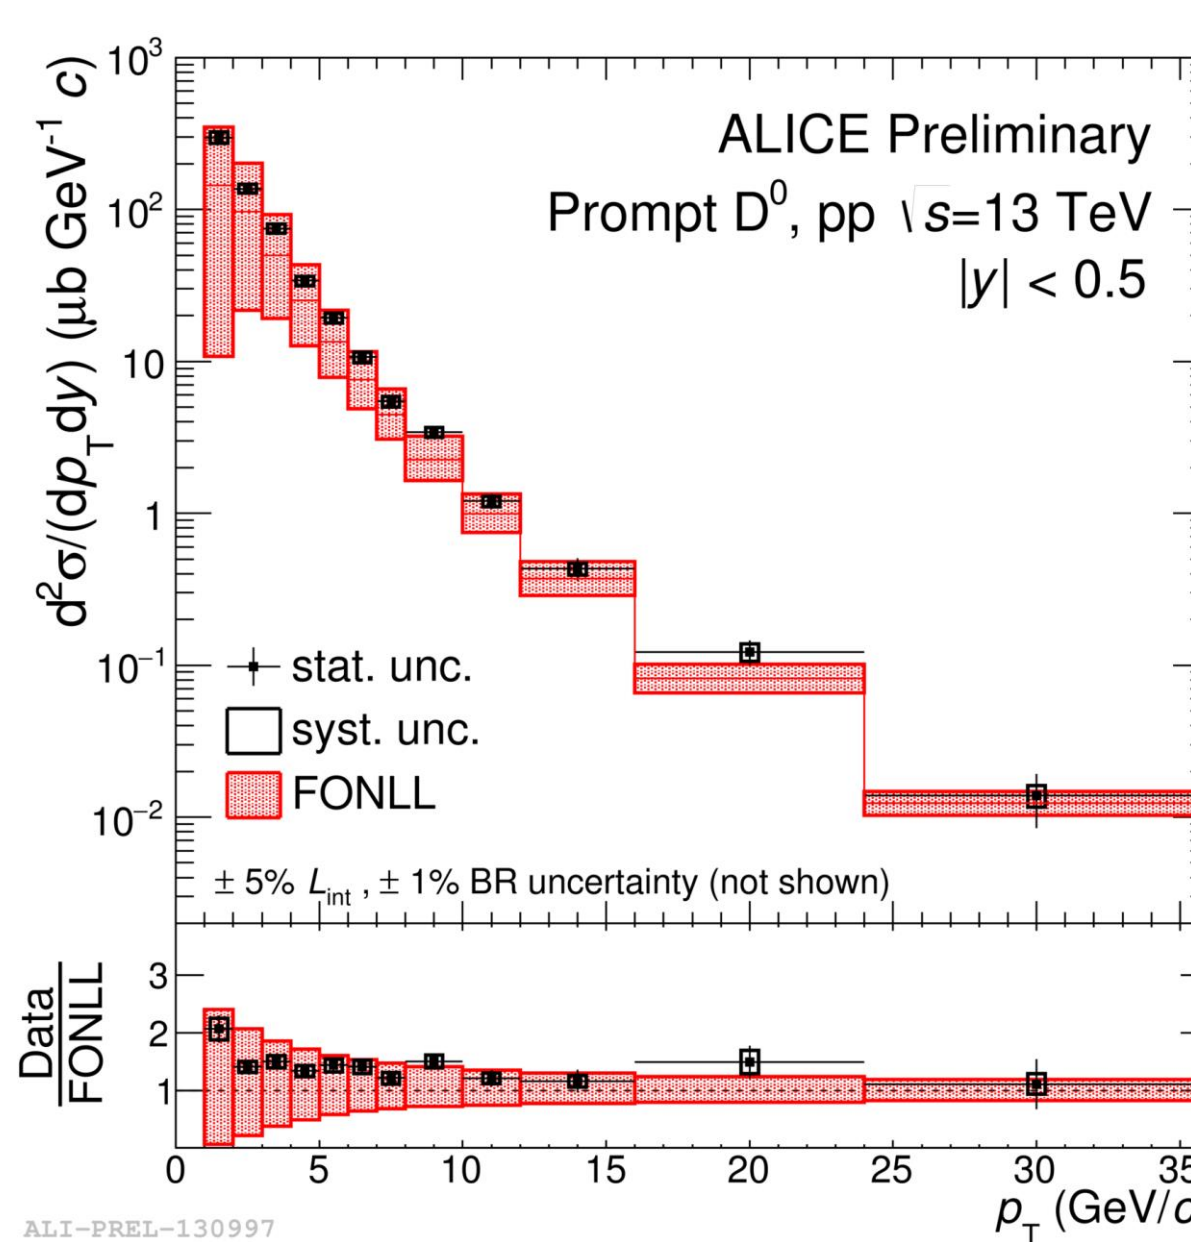 10³
10²
10
1
10⁻¹
10⁻²
d²σ/(dp_T dy) (μb GeV⁻¹ c)
ALICE Preliminary
Prompt D⁰, pp √s=13 TeV
|y| < 0.5
stat. unc.
syst. unc.
FONLL
± 5% L_int , ± 1% BR uncertainty (not shown)
Data
FONLL
3
2
1
0 5 10 15 20 25 30 35
p_T (GeV/c
ALI-PREL-130997